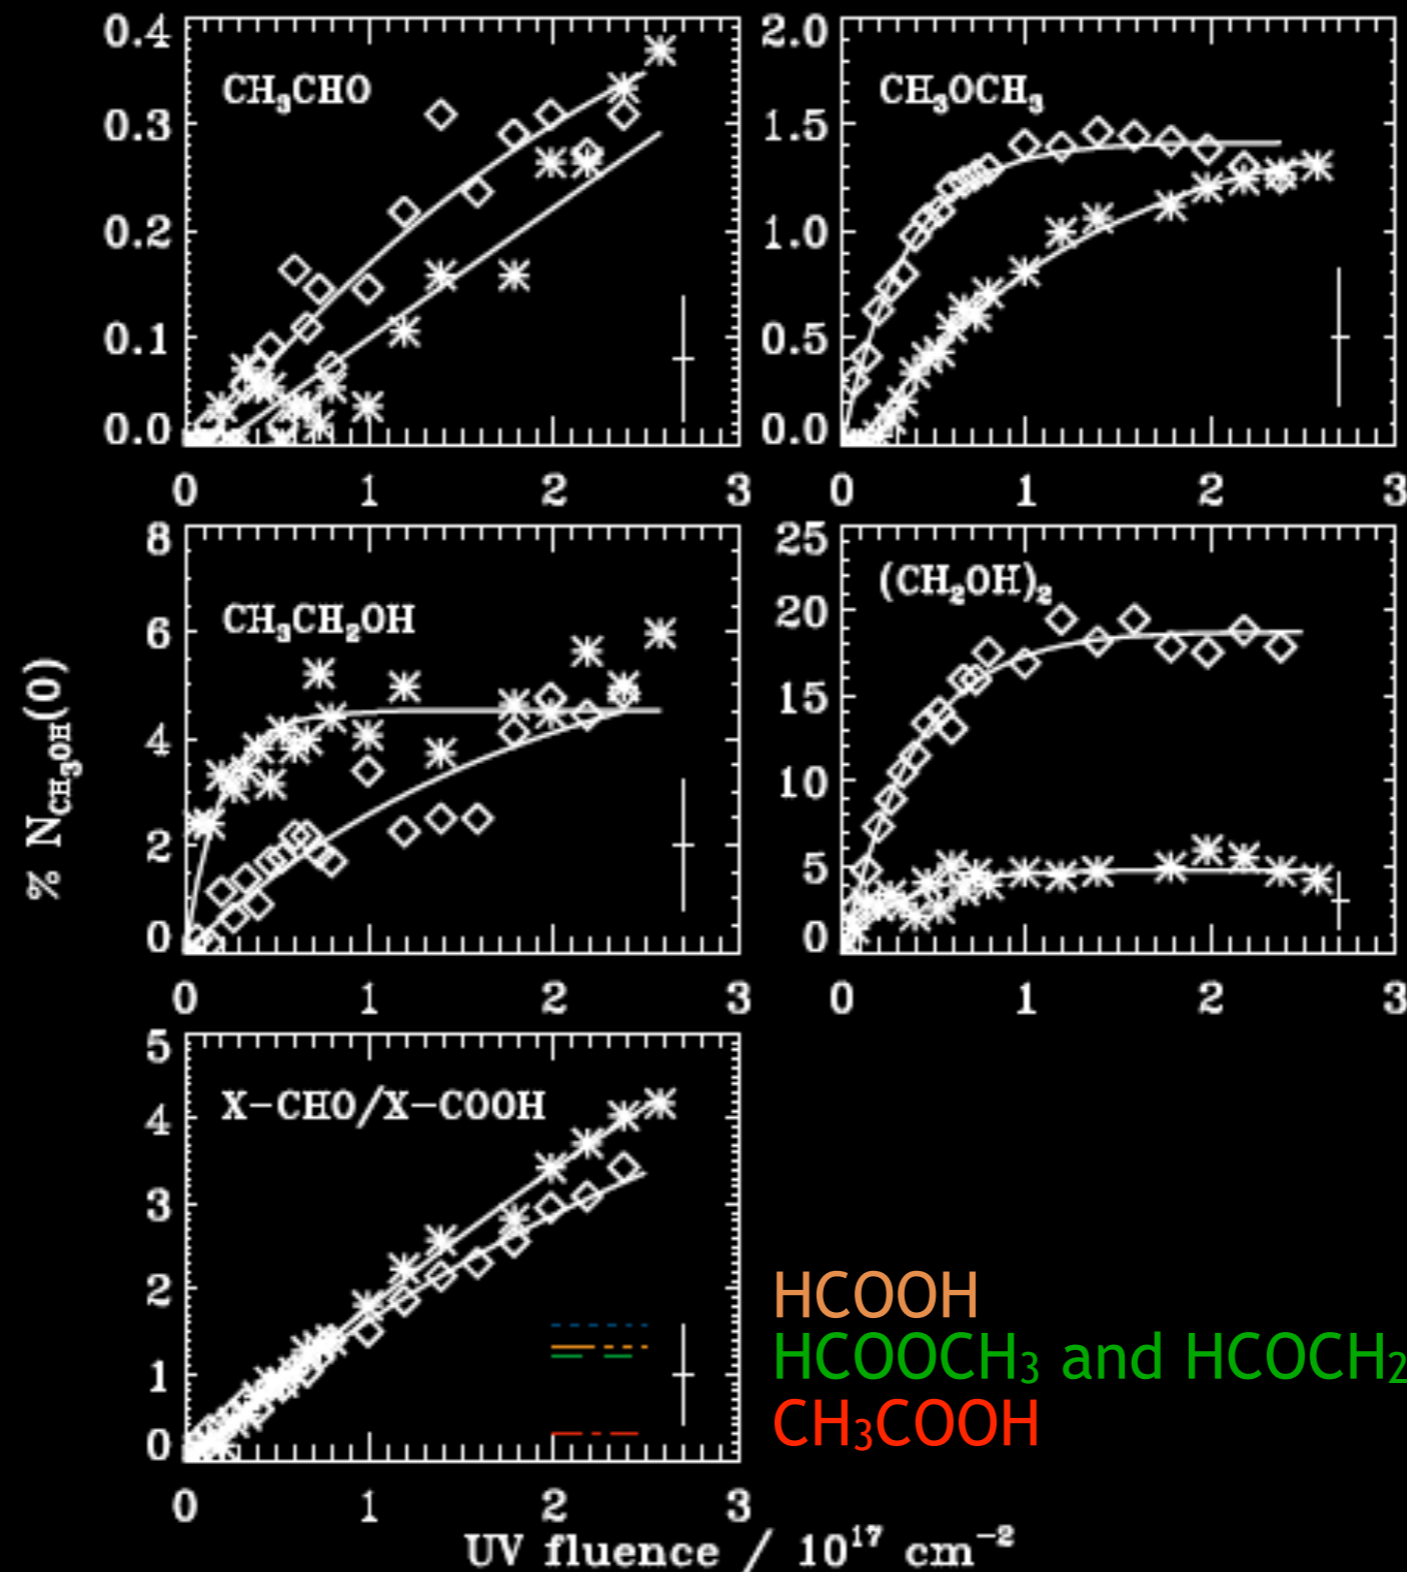 0.4
0.3
0.2
0.1
0.0
CH₃CHO
0 1 2 3
2.0
1.5
1.0
0.5
0.0
CH₃OCH₃
0 1 2 3
% N_CH₃OH(0)
8
6
4
2
0
CH₃CH₂OH
0 1 2 3
25
20
15
10
5
0
(CH₂OH)₂
0 1 2 3
5
4
3
2
1
0
X-CHO/X-COOH
0 1 2 3
HCOOH
HCOOCH₃ and HCOCH₂
CH₃COOH
UV fluence / 10¹⁷ cm⁻²